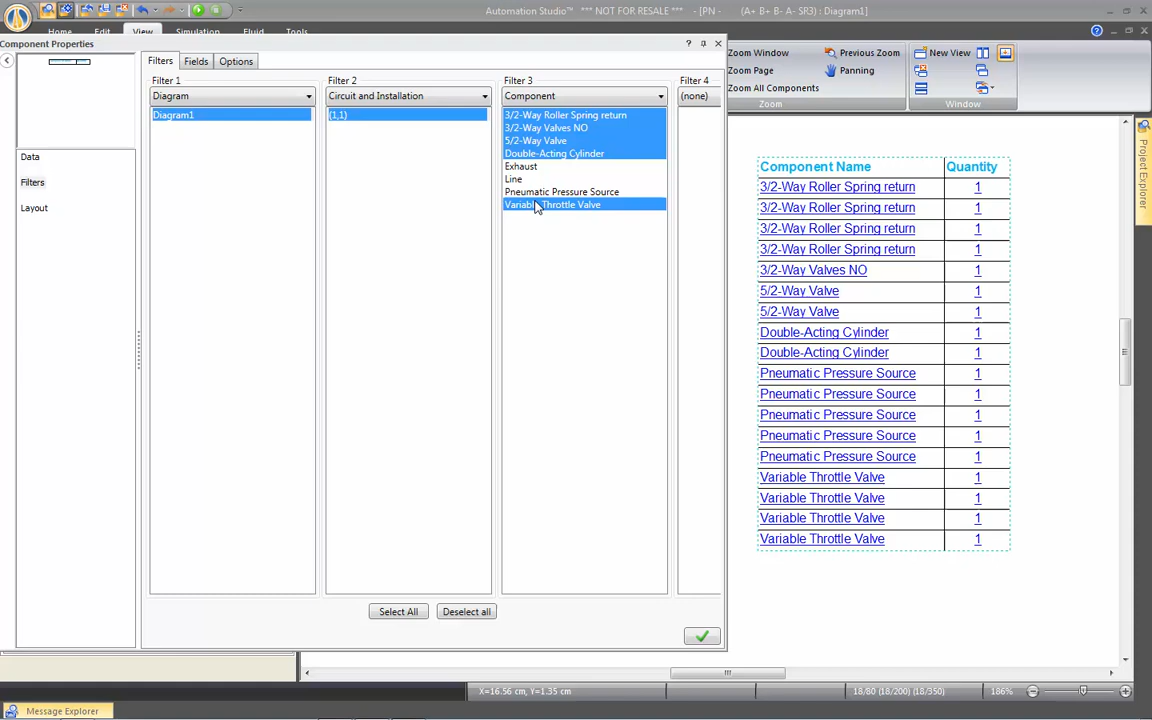 Automation Studio™ *** NOT FOR RESALE *** - [PN - (A+ B+ B- A- SR3) : Diagram1]
Home Edit View Simulation Fluid Tools
Component Properties
Data
Filters
Layout
Filters Fields Options
Filter 1 Filter 2 Filter 3 Filter 4
Diagram Circuit and Installation Component (none)
Diagram1
(1,1)
3/2-Way Roller Spring return
3/2-Way Valves NO
5/2-Way Valve
Double-Acting Cylinder
Exhaust
Line
Pneumatic Pressure Source
Variable Throttle Valve
Select All Deselect all
Zoom Window Previous Zoom New View
Zoom Page Panning
Zoom All Components
Zoom Window
Project Explorer
Component Name Quantity
3/2-Way Roller Spring return 1
3/2-Way Roller Spring return 1
3/2-Way Roller Spring return 1
3/2-Way Roller Spring return 1
3/2-Way Valves NO 1
5/2-Way Valve 1
5/2-Way Valve 1
Double-Acting Cylinder 1
Double-Acting Cylinder 1
Pneumatic Pressure Source 1
Pneumatic Pressure Source 1
Pneumatic Pressure Source 1
Pneumatic Pressure Source 1
Pneumatic Pressure Source 1
Variable Throttle Valve 1
Variable Throttle Valve 1
Variable Throttle Valve 1
Variable Throttle Valve 1
X=16.56 cm, Y=1.35 cm 18/80 (18/200) (18/350) 186%
Message Explorer